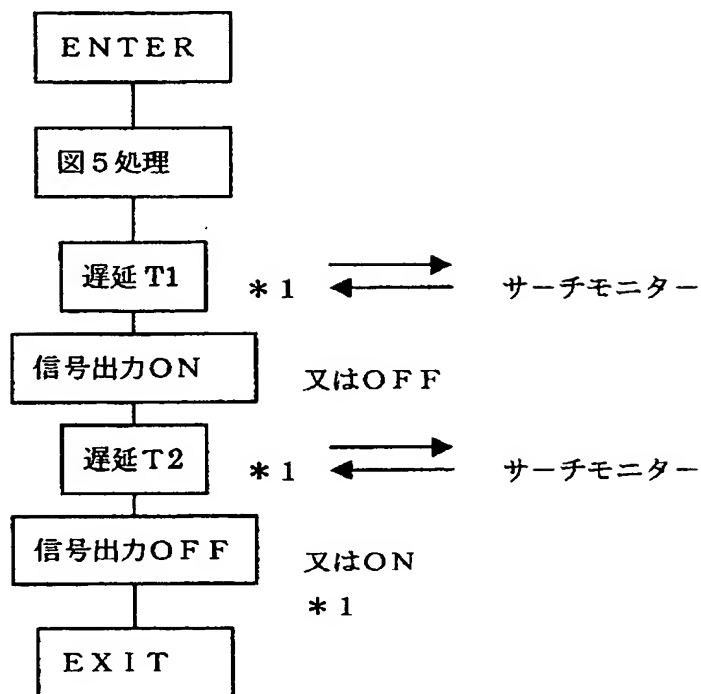 ENTER
図5処理
遅延T1 *1 サーチモニター
信号出力ON 又はOFF
遅延T2 *1 サーチモニター
信号出力OFF 又はON
*1
EXIT